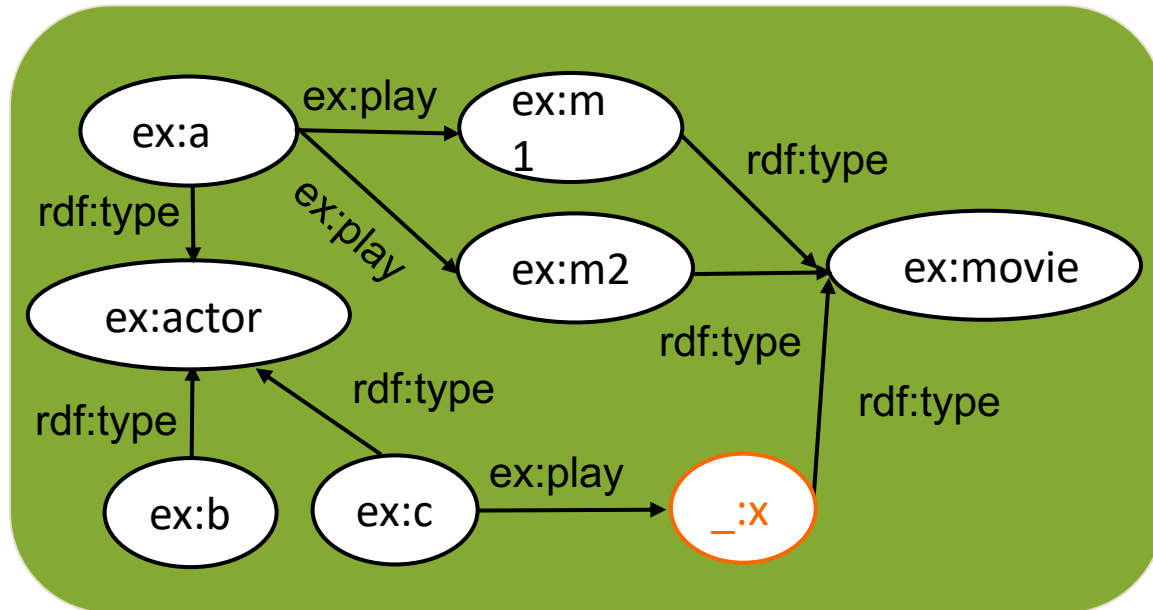 ex:play
ex:m
1
ex:a
rdf:type
rdf:type
ex:play
ex:m2
ex:movie
ex:actor
rdf:type
rdf:type
rdf:type
rdf:type
ex:play
ex:b
ex:c
_:x